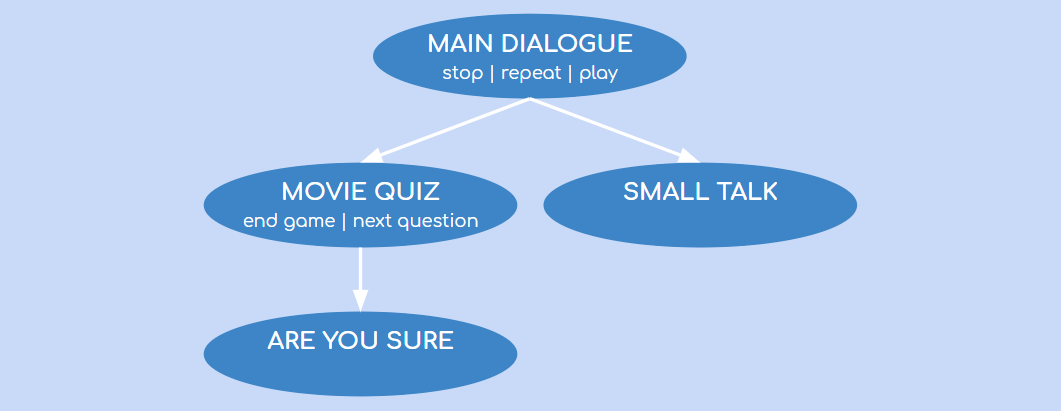 MAIN DIALOGUE
stop | repeat | play
MOVIE QUIZ
end game | next question
SMALL TALK
ARE YOU SURE